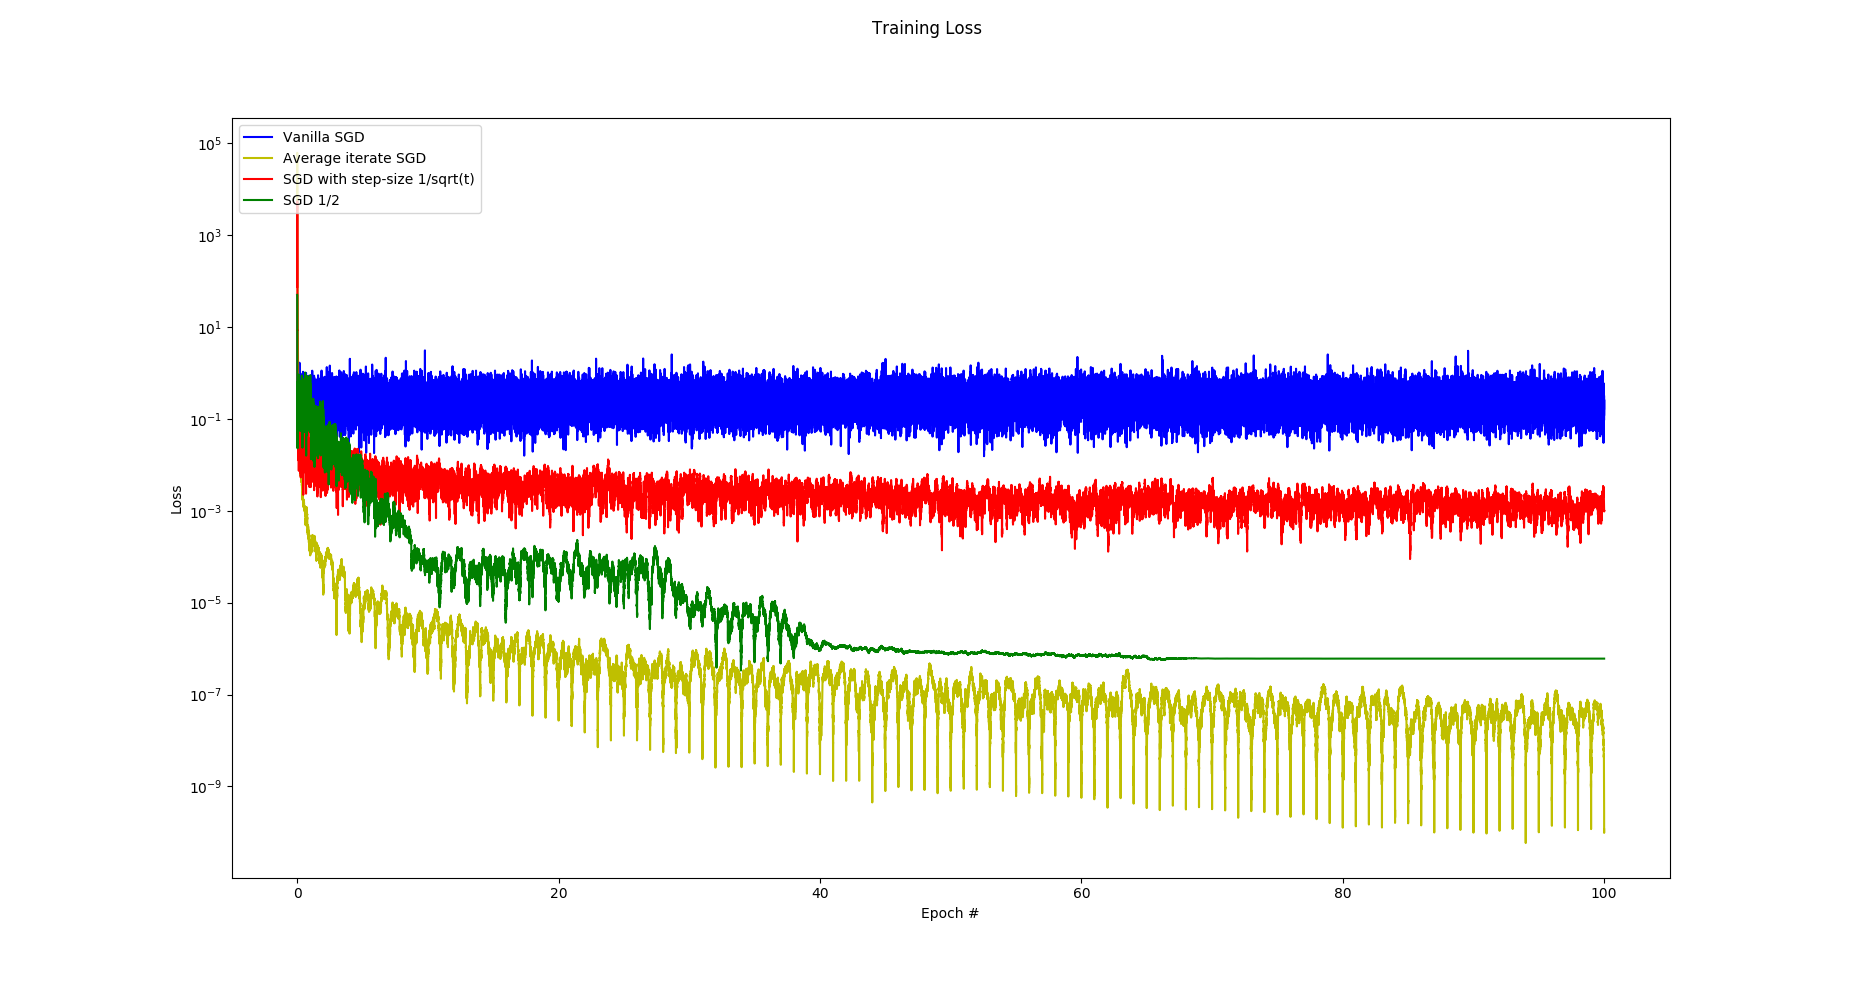 Training Loss
Vanilla SGD
Average iterate SGD
SGD with step-size 1/sqrt(t)
SGD 1/2
10^5
10^3
10^1
10^-1
10^-3
10^-5
10^-7
10^-9
Loss
0 20 40 60 80 100
Epoch #